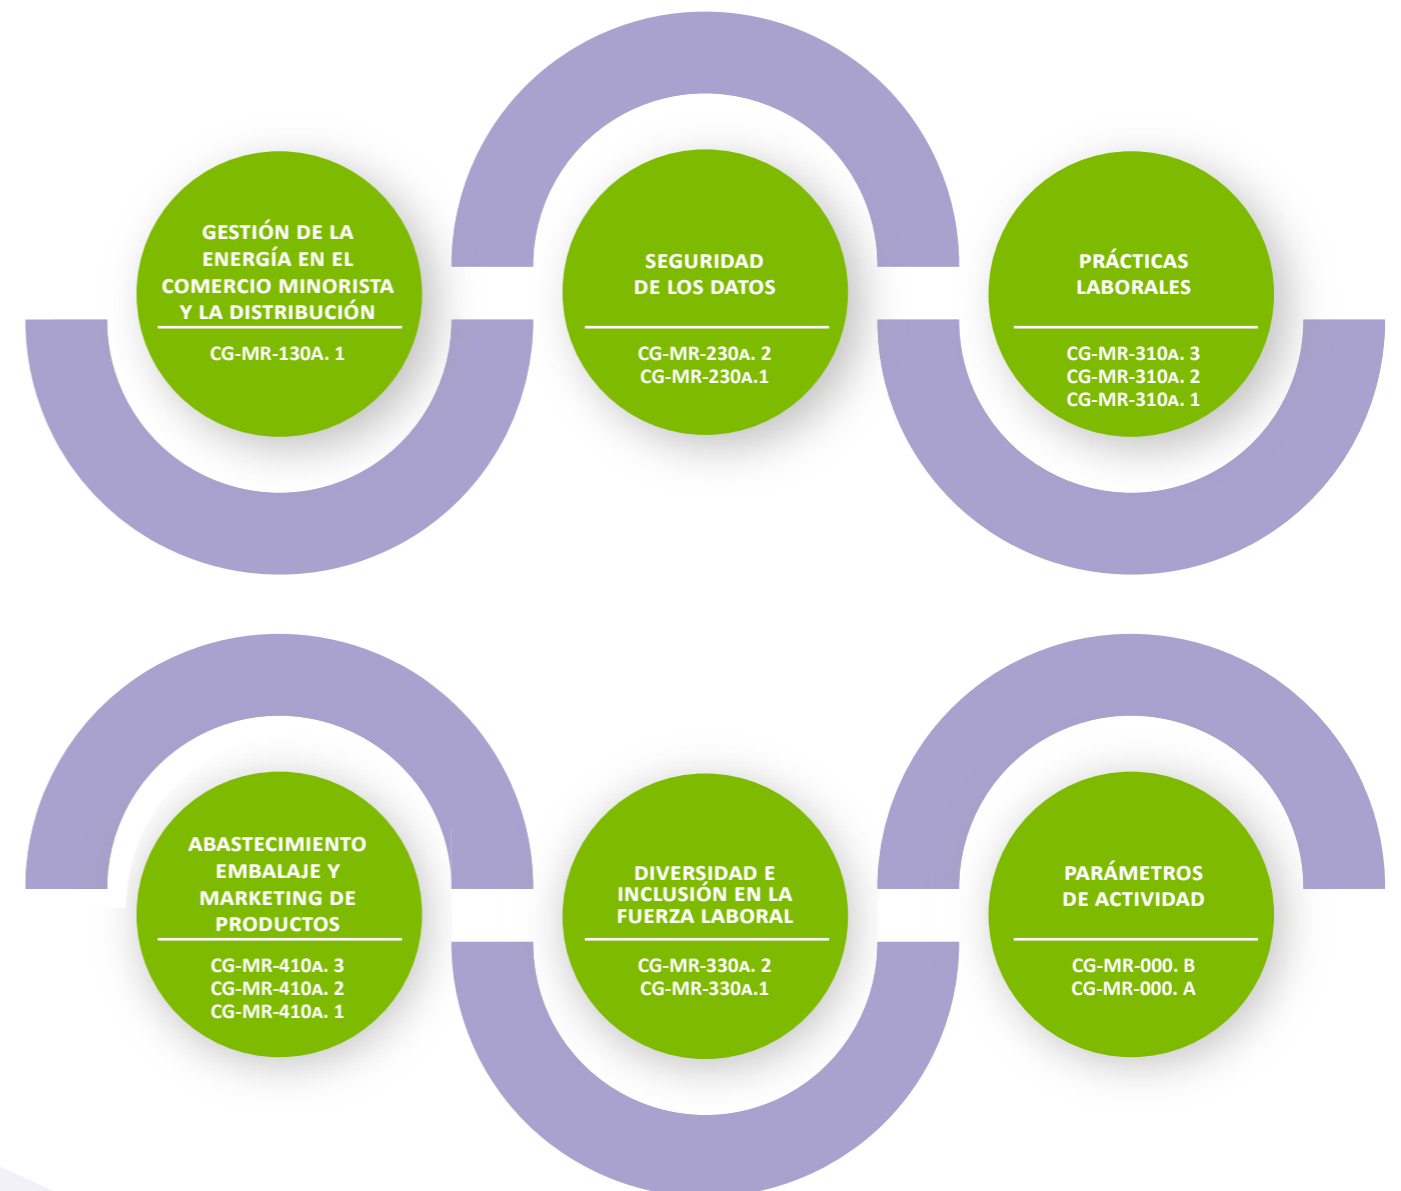 GESTIÓN DE LA
ENERGÍA EN EL
COMERCIO MINORISTA
Y LA DISTRIBUCIÓN
CG-MR-130A. 1
SEGURIDAD
DE LOS DATOS
CG-MR-230A. 2
CG-MR-230A.1
PRÁCTICAS
LABORALES
CG-MR-310A. 3
CG-MR-310A. 2
CG-MR-310A. 1
ABASTECIMIENTO
EMBALAJE Y
MARKETING DE
PRODUCTOS
CG-MR-410A. 3
CG-MR-410A. 2
CG-MR-410A. 1
DIVERSIDAD E
INCLUSIÓN EN LA
FUERZA LABORAL
CG-MR-330A. 2
CG-MR-330A.1
PARÁMETROS
DE ACTIVIDAD
CG-MR-000. B
CG-MR-000. A